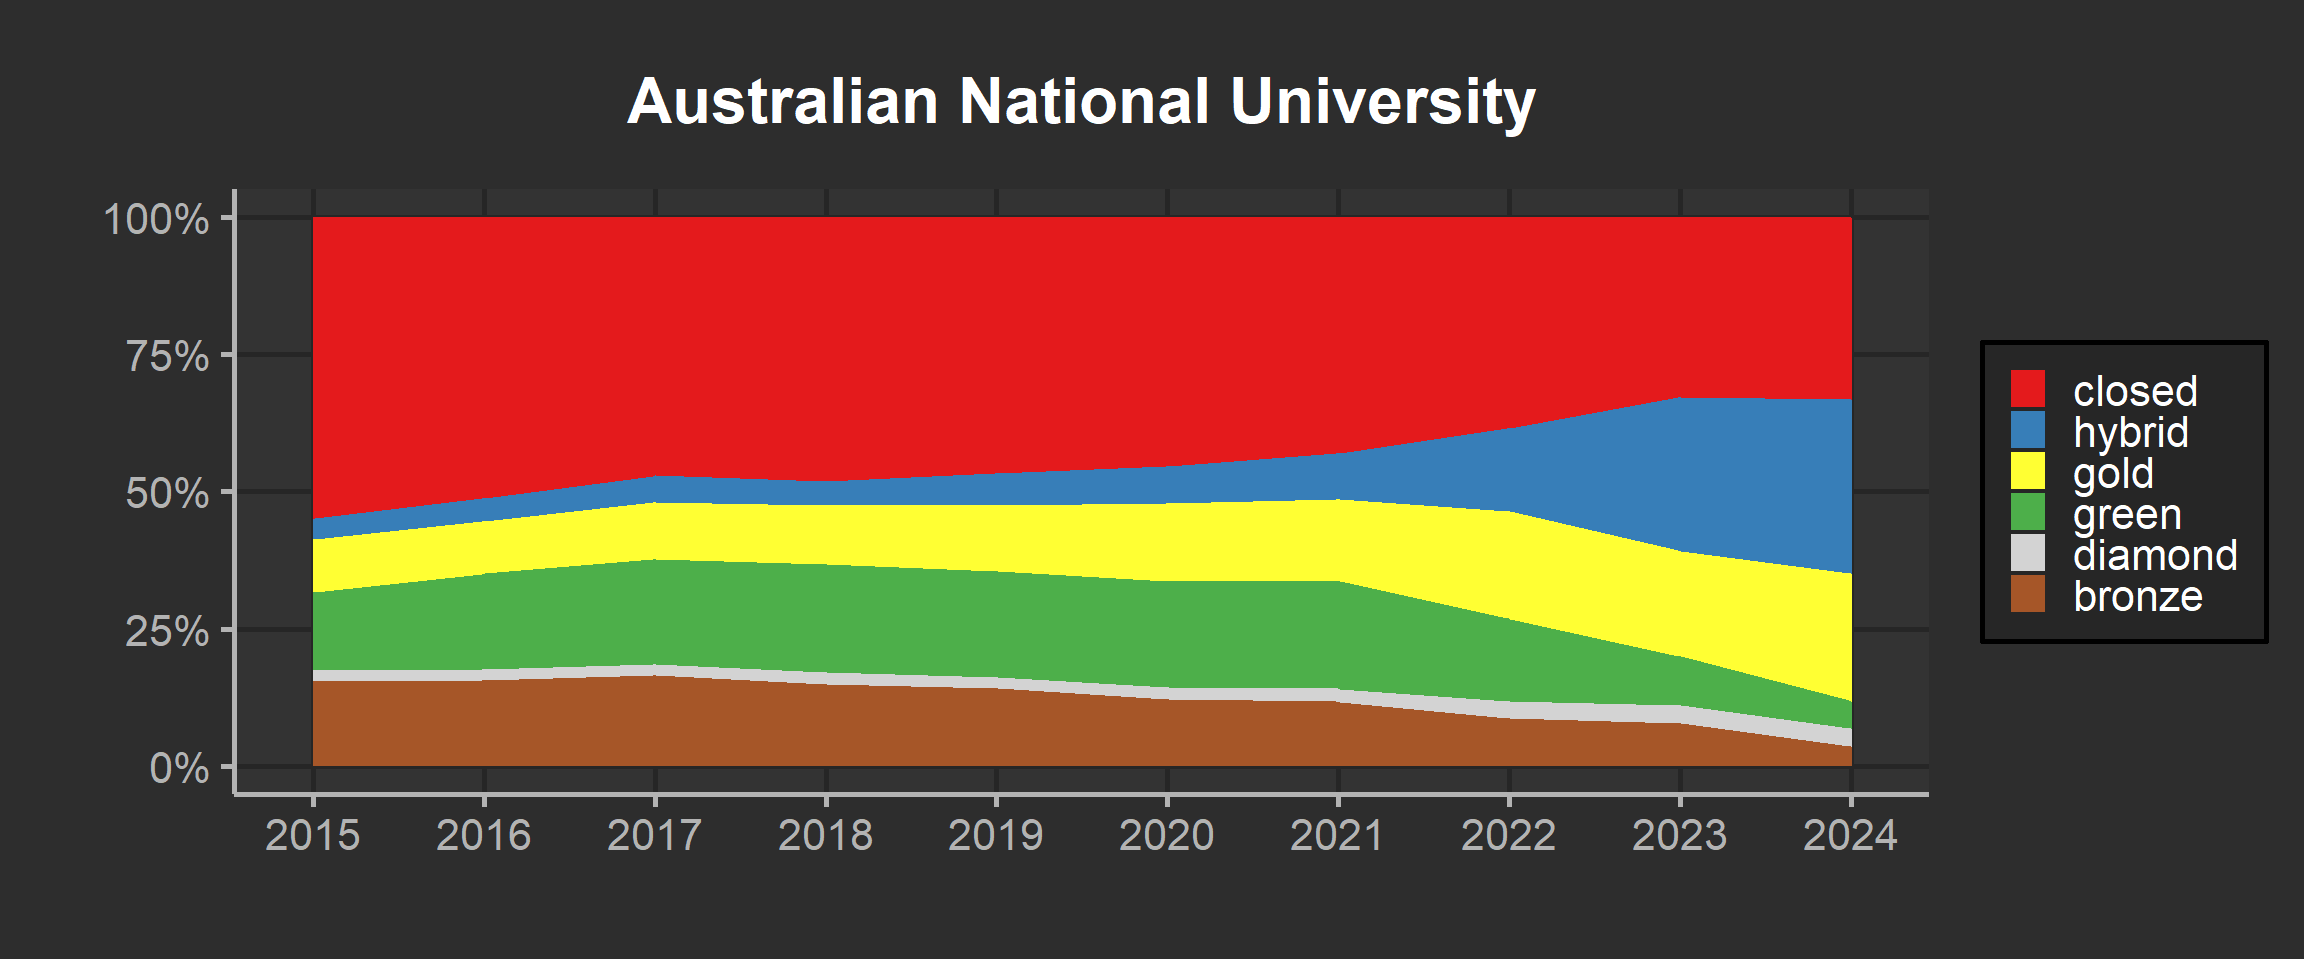 Australian National University
100%
75%
50%
25%
0%
2015 2016 2017 2018 2019 2020 2021 2022 2023 2024
closed
hybrid
gold
green
diamond
bronze